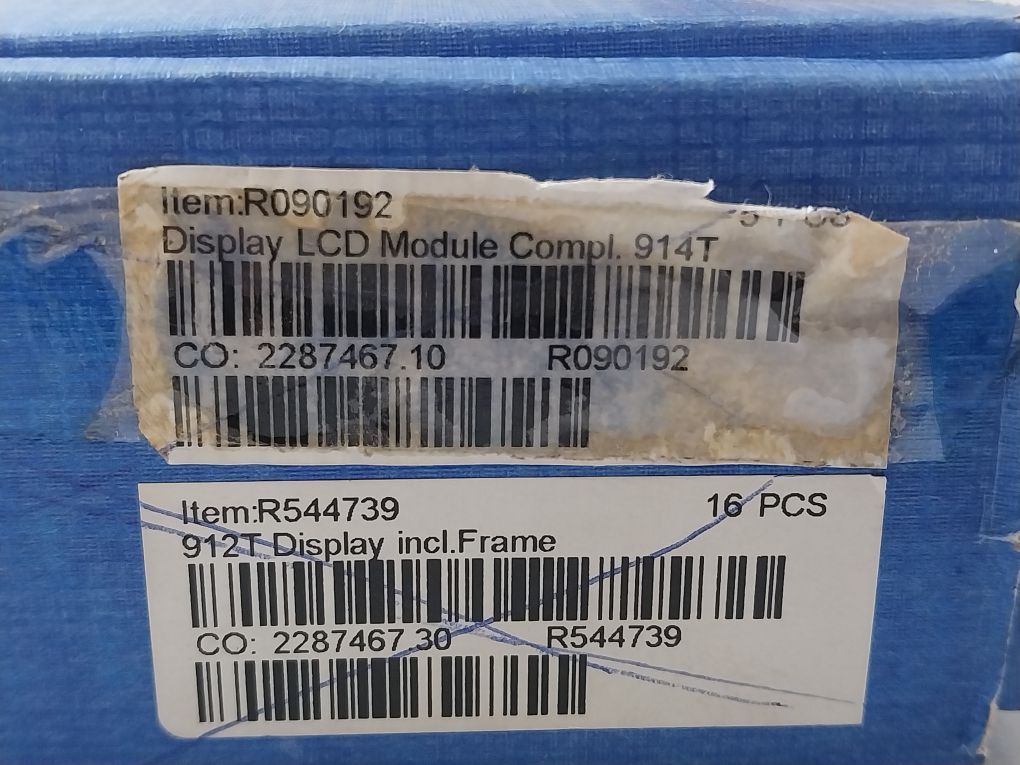 Item:R090192
Display LCD Module Compl. 914T
CO: 2287467.10 R090192
Item:R544739 16 PCS
912T Display incl.Frame
CO: 2287467.30 R544739